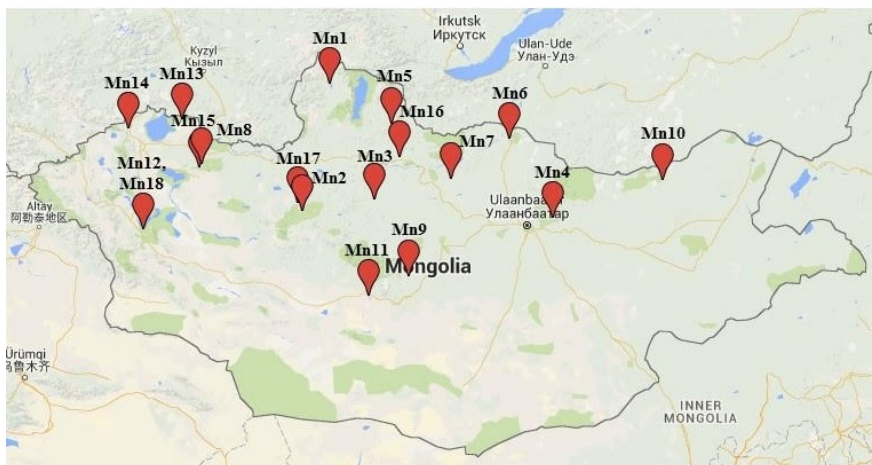 Irkutsk
Иркутск
Mn1
Kyzyl
Кызыл
Ulan-Ude
Улан-Удэ
Mn13
Mn5
Mn14
Mn6
Mn16
Mn15
Mn8
Mn7
Mn10
Mn12,
Mn18
Mn17
Mn2
Mn3
Mn4
Ulaanbaatar
Улаанбаатар
Altay
阿勒泰地区
Mn9
Mn11
Mongolia
Ürümqi
乌鲁木齐
INNER
MONGOLIA